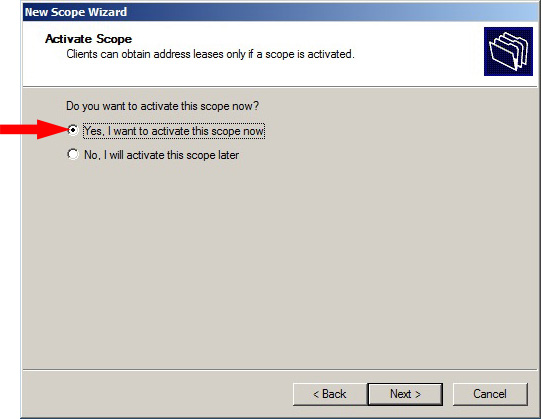 New Scope Wizard
Activate Scope
Clients can obtain address leases only if a scope is activated.
Do you want to activate this scope now?
Yes, I want to activate this scope now
No, I will activate this scope later
< Back Next > Cancel